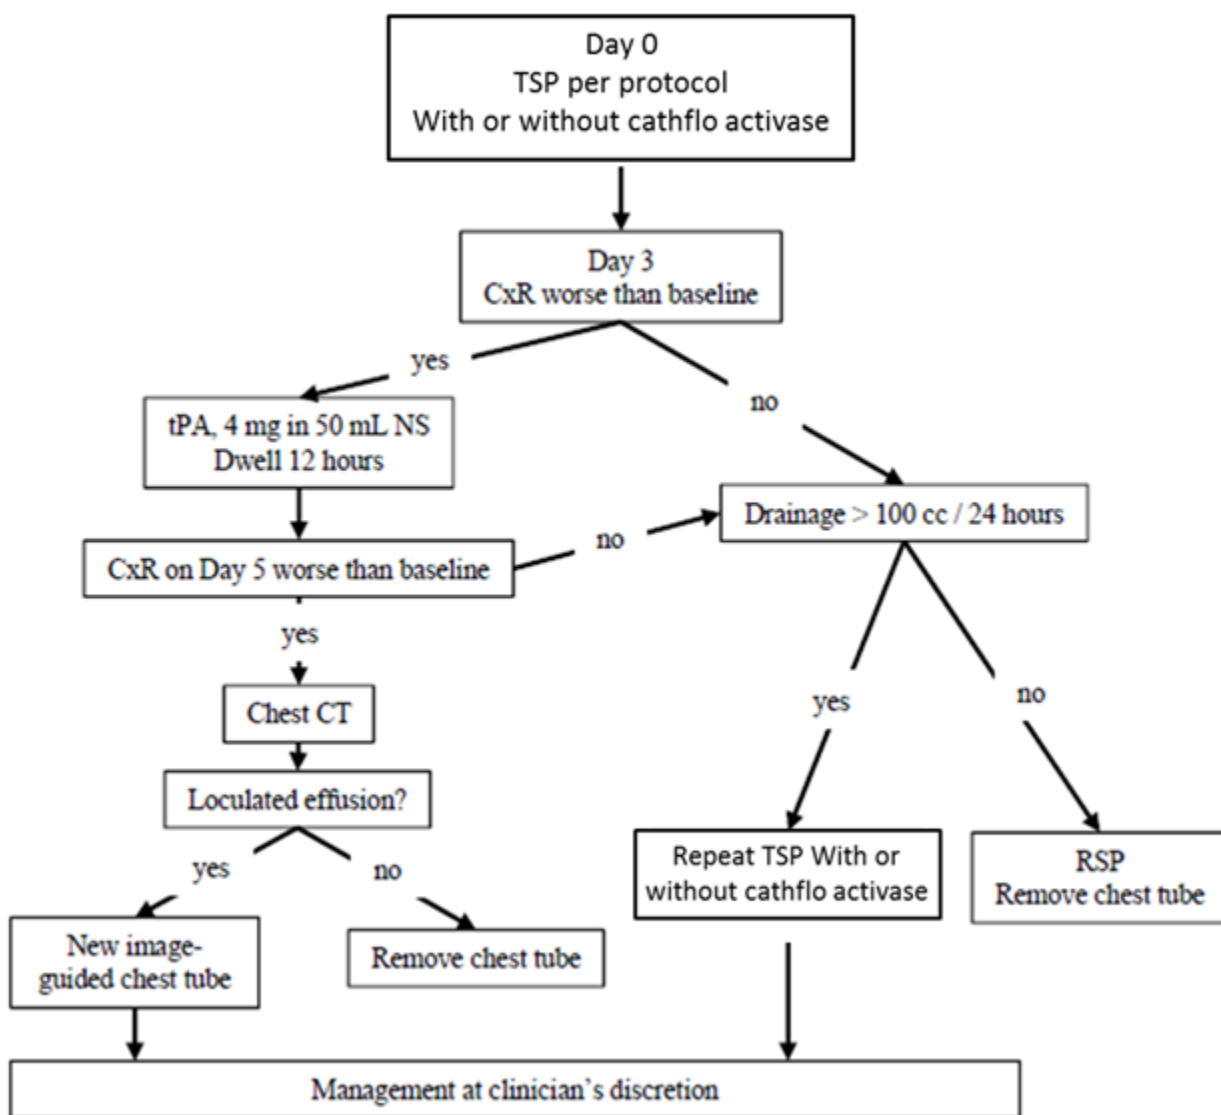 Day 0
TSP per protocol
With or without cathflo activase
Day 3
CxR worse than baseline
yes
no
tPA, 4 mg in 50 mL NS
Dwell 12 hours
Drainage > 100 cc / 24 hours
no
CxR on Day 5 worse than baseline
yes
Chest CT
yes
no
Loculated effusion?
yes
no
Repeat TSP With or
without cathflo activase
RSP
Remove chest tube
New image-
guided chest tube
Remove chest tube
Management at clinician’s discretion